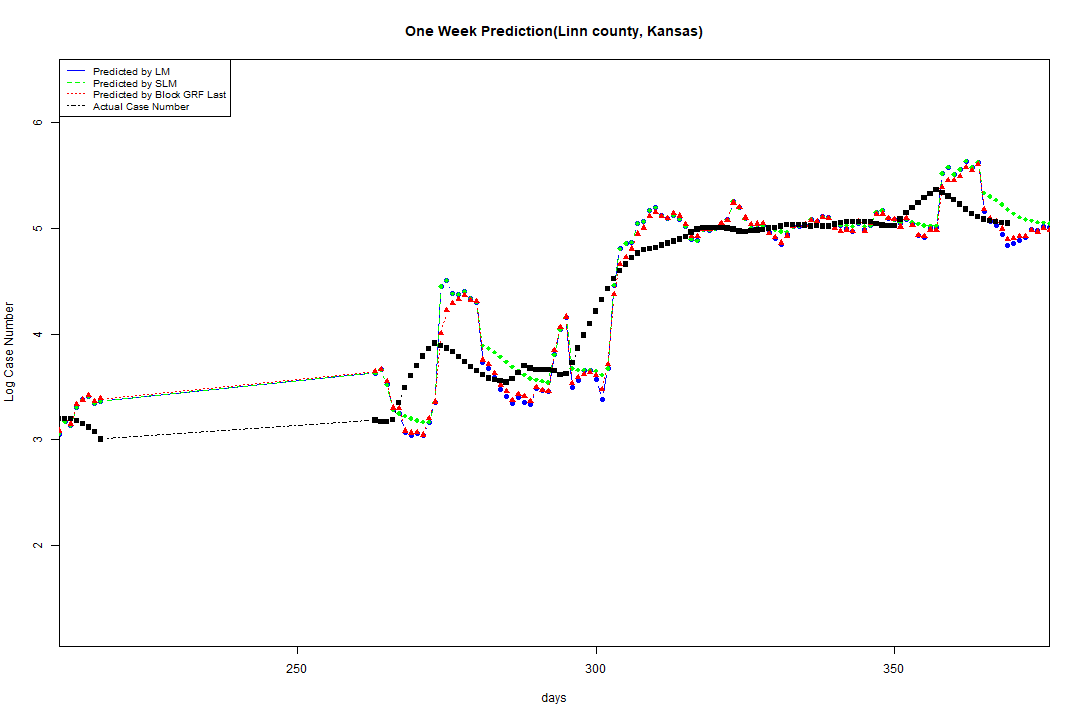 One Week Prediction(Linn county, Kansas)
Predicted by LM
Predicted by SLM
Predicted by Block GRF Last
Actual Case Number
6
5
4
3
2
Log Case Number
250
300
350
days